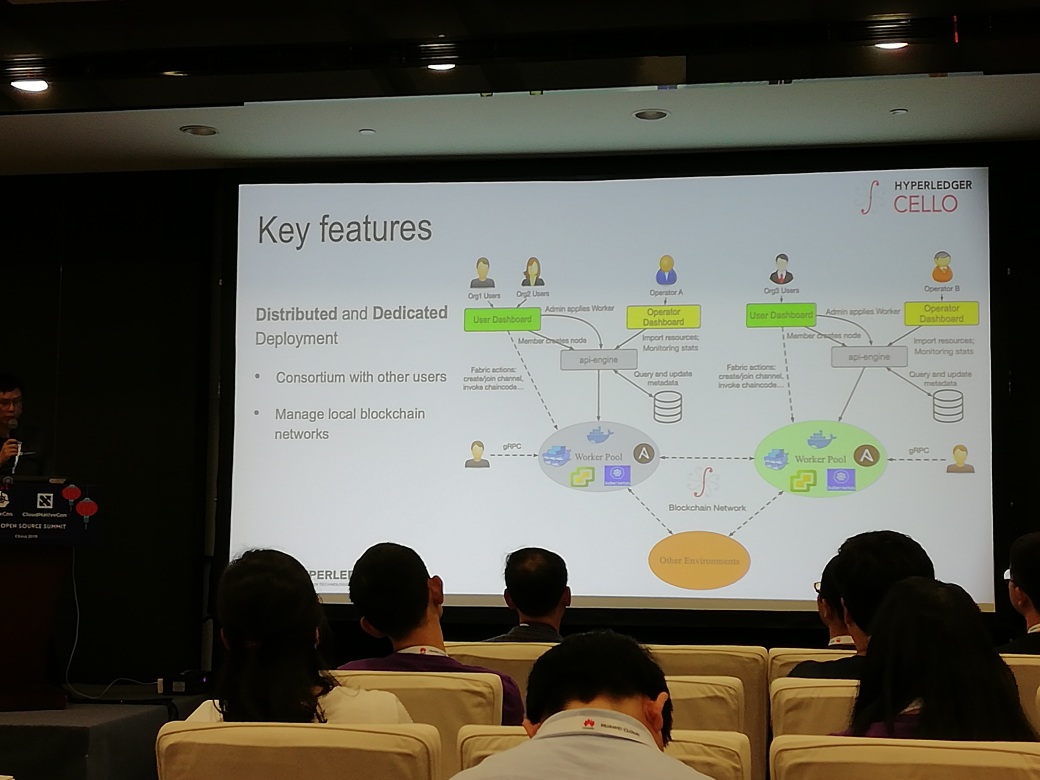 HYPERLEDGER
CELLO
Key features
Distributed and Dedicated
Deployment
• Consortium with other users
• Manage local blockchain
networks
Org1 Users
Org2 Users
Operator A
User Dashboard
Admin applies Worker
Operator
Dashboard
Member creates node
Import resources;
Monitoring stats
api-engine
Fabric actions:
create/join channel,
invoke chaincode...
Query and update
metadata
gRPC
Worker Pool
Org3 Users
Operator B
User Dashboard
Admin applies Worker
Operator
Dashboard
Member creates node
Import resources;
Monitoring stats
api-engine
Fabric actions:
create/join channel,
invoke chaincode...
Query and update
metadata
Worker Pool
gRPC
Blockchain Network
Other Environments
CloudNativeCon
OPEN SOURCE SUMMIT
China 2019
HUAWEI CLOUD